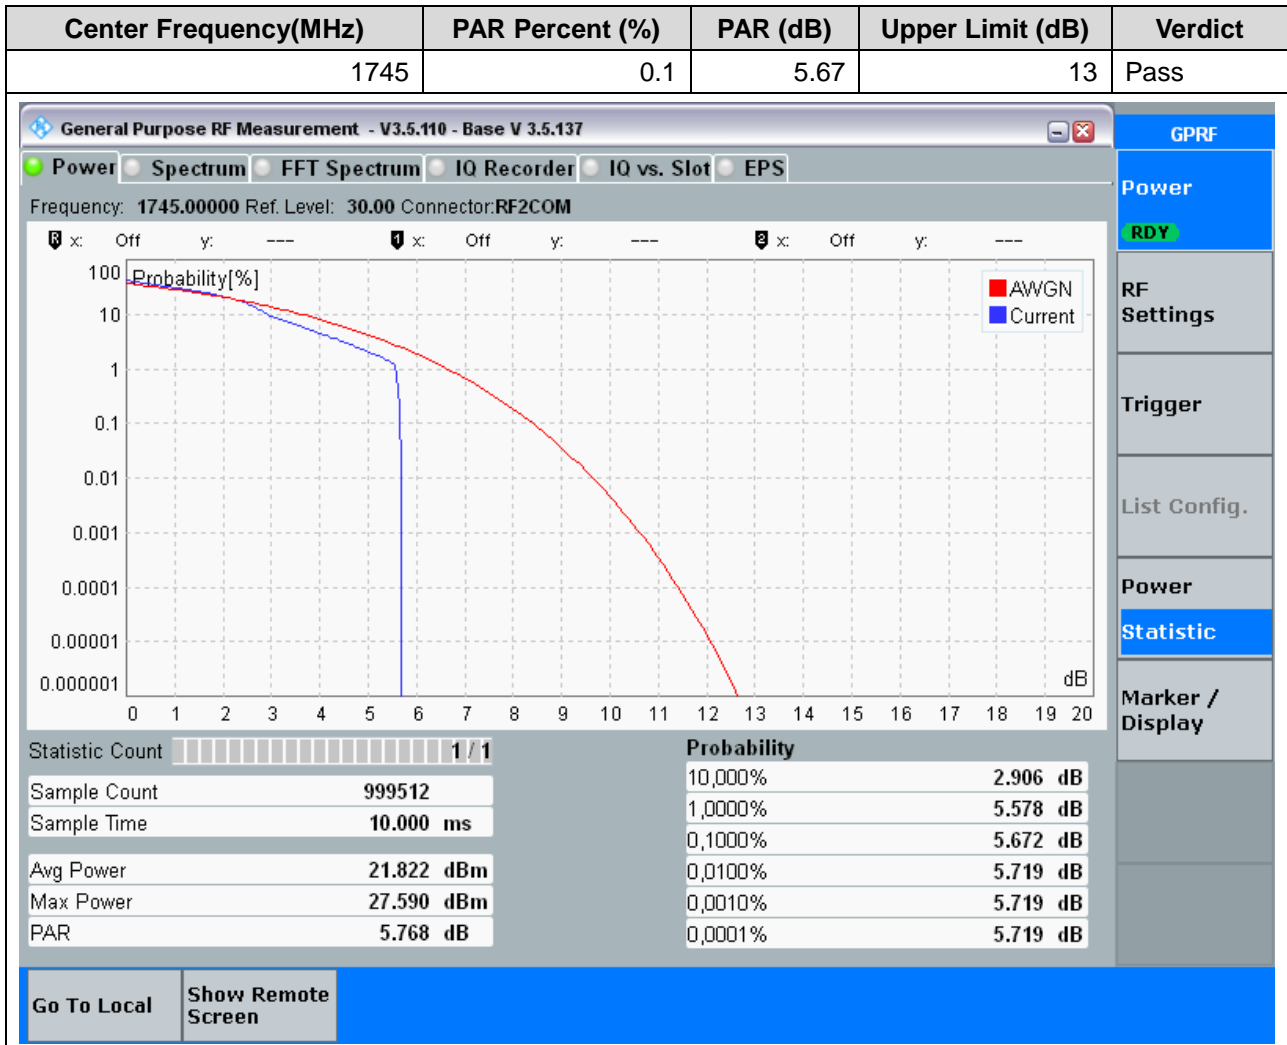 Center Frequency(MHz) PAR Percent (%) PAR (dB) Upper Limit (dB) Verdict
1745 0.1 5.67 13 Pass
General Purpose RF Measurement - V3.5.110 - Base V 3.5.137
GPRF
Power Spectrum FFT Spectrum IQ Recorder IQ vs. Slot EPS
Power
RDY
Frequency: 1745.00000 Ref. Level: 30.00 Connector:RF2COM
R x: Off y: --- 1 x: Off y: --- 2 x: Off y: ---
Probability[%]
100
10
1
0.1
0.01
0.001
0.0001
0.00001
0.000001
AWGN
Current
dB
0 1 2 3 4 5 6 7 8 9 10 11 12 13 14 15 16 17 18 19 20
RF
Settings
Trigger
List Config.
Power
Statistic
Marker /
Display
Statistic Count 1 / 1
Sample Count 999512
Sample Time 10.000 ms
Avg Power 21.822 dBm
Max Power 27.590 dBm
PAR 5.768 dB
Probability
10,000% 2.906 dB
1,0000% 5.578 dB
0,1000% 5.672 dB
0,0100% 5.719 dB
0,0010% 5.719 dB
0,0001% 5.719 dB
Go To Local
Show Remote
Screen